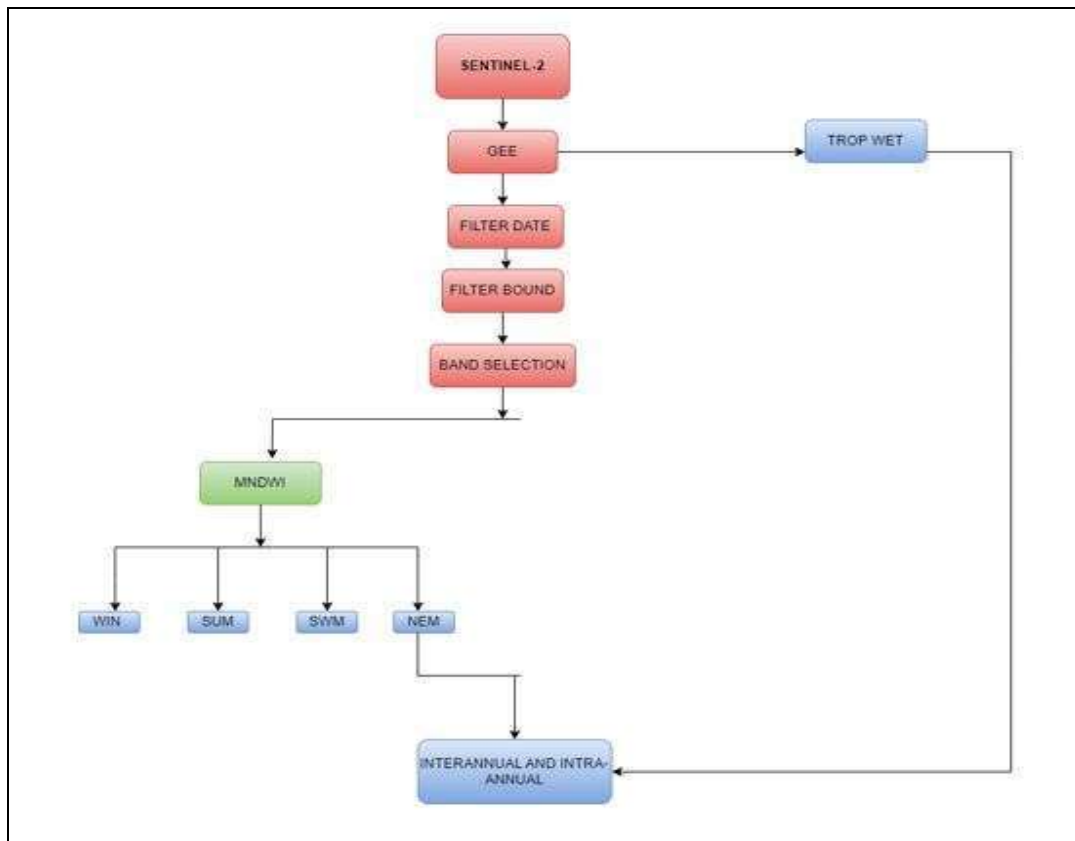 SENTINEL-2
GEE
TROP WET
FILTER DATE
FILTER BOUND
BAND SELECTION
MNDWI
WIN
SUM
SWM
NEM
INTERANNUAL AND INTRA-
ANNUAL